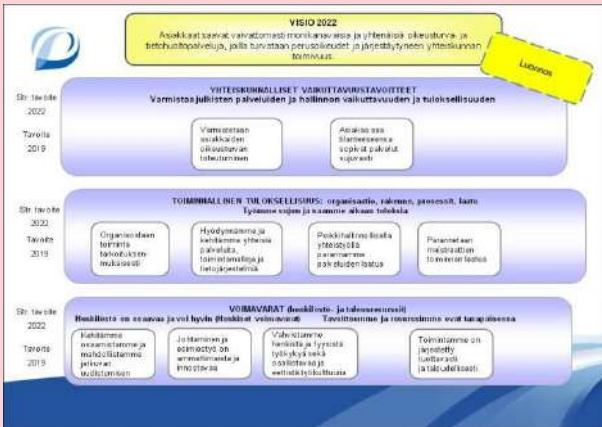 VISIO 2022
Asiakkaat saavat vaivattomasti monikanavaisia ja yhtenäisiä oikeusturva- ja
tietohuoltopalveluja, joilla turvataan perusoikeudet ja järjestäytyneen yhteiskunnan
toimivuus.
Luonnos
Str. tavoite
2022
Tavoite
2019
YHTEISKUNNALLISET VAIKUTTAVUUSTAVOITTEET
Varmistaa julkisten palveluiden ja hallinnon vaikuttavuuden ja tuloksellisuuden
Varmistetaan
asiakkaiden
oikeusturvan
toteutuminen
Asiakas saa
tilanteeseensa
sopivat palvelut
sujuvasti
Str. tavoite
2022
Tavoite
2019
TOIMINNALLINEN TULOKSELLISUUS: organisaatio, rakenne, prosessit, laatu
Työmme sujuu ja saamme aikaan tuloksia
Organisoidaan
toiminta
tarkoituksen-
mukaisesti
Hyödynnämme ja
kehitämme yhteisiä
palveluita,
toimintamalleja ja
tietojärjestelmiä
Poikkihallinnollisella
yhteistyöllä
parannamme
palveluiden laatua
Parannetaan
maistraattien
toiminnan laatua
Str. tavoite
2022
Tavoite
2019
VOIMAVARAT (henkilöstö- ja talousresurssit)
Henkilöstö on osaavaa ja voi hyvin (Henkiset voimavarat) Tavoitteemme ja resurssimme ovat tasapainossa
Kehitämme
osaamistamme ja
mahdollistamme
jatkuvan
uudistumisen
Johtaminen ja
esimiestyö on
ammattimaista ja
innostavaa
Vahvistamme
henkistä ja fyysistä
työkykyä sekä
osallistavaa ja
eettistä työkulttuuria
Toimintamme on
järjestetty
tuottavasti
ja taloudellisesti